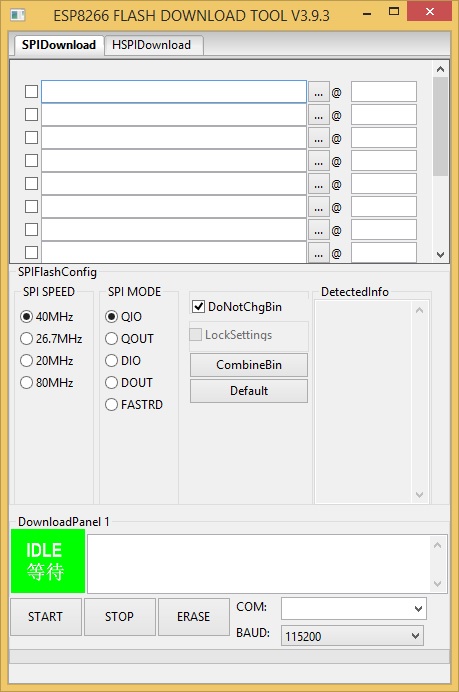 ESP8266 FLASH DOWNLOAD TOOL V3.9.3
SPIDownload HSPIDownload
... @
... @
... @
... @
... @
... @
... @
... @
SPIFlashConfig
SPI SPEED
40MHz
26.7MHz
20MHz
80MHz
SPI MODE
QIO
QOUT
DIO
DOUT
FASTRD
DoNotChgBin
LockSettings
CombineBin
Default
DetectedInfo
DownloadPanel 1
IDLE
等待
START STOP ERASE
COM:
BAUD: 115200